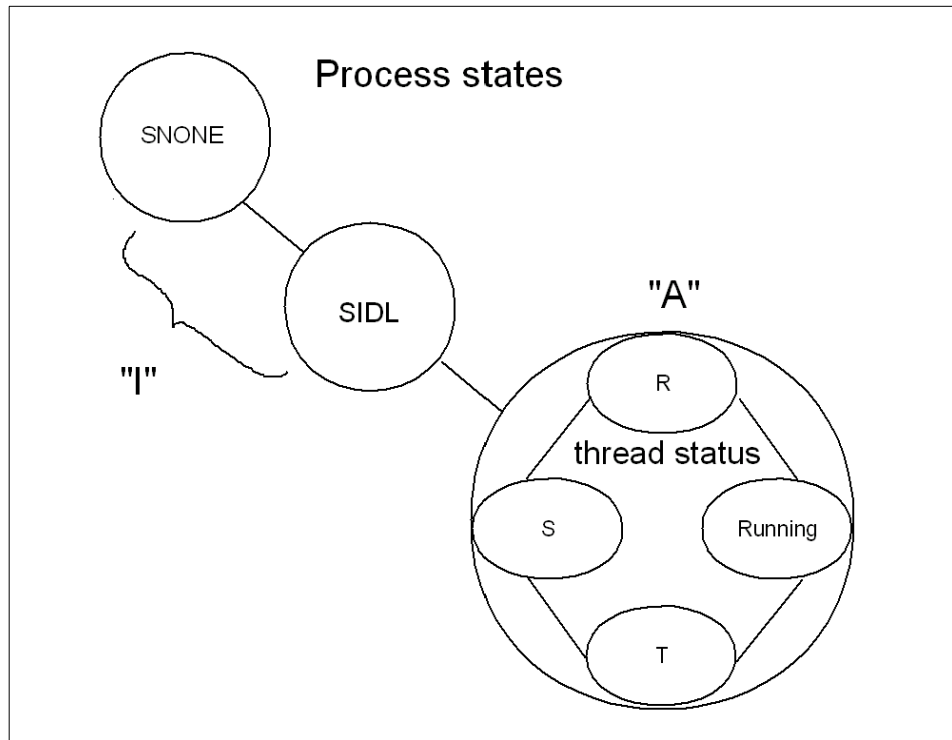 Process states
SNONE
SIDL
"I"
"A"
R
thread status
S
Running
T